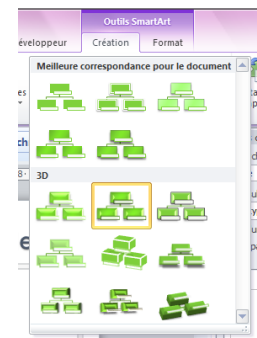 Outils SmartArt
éveloppeur Création Format
Meilleure correspondance pour le document
3D